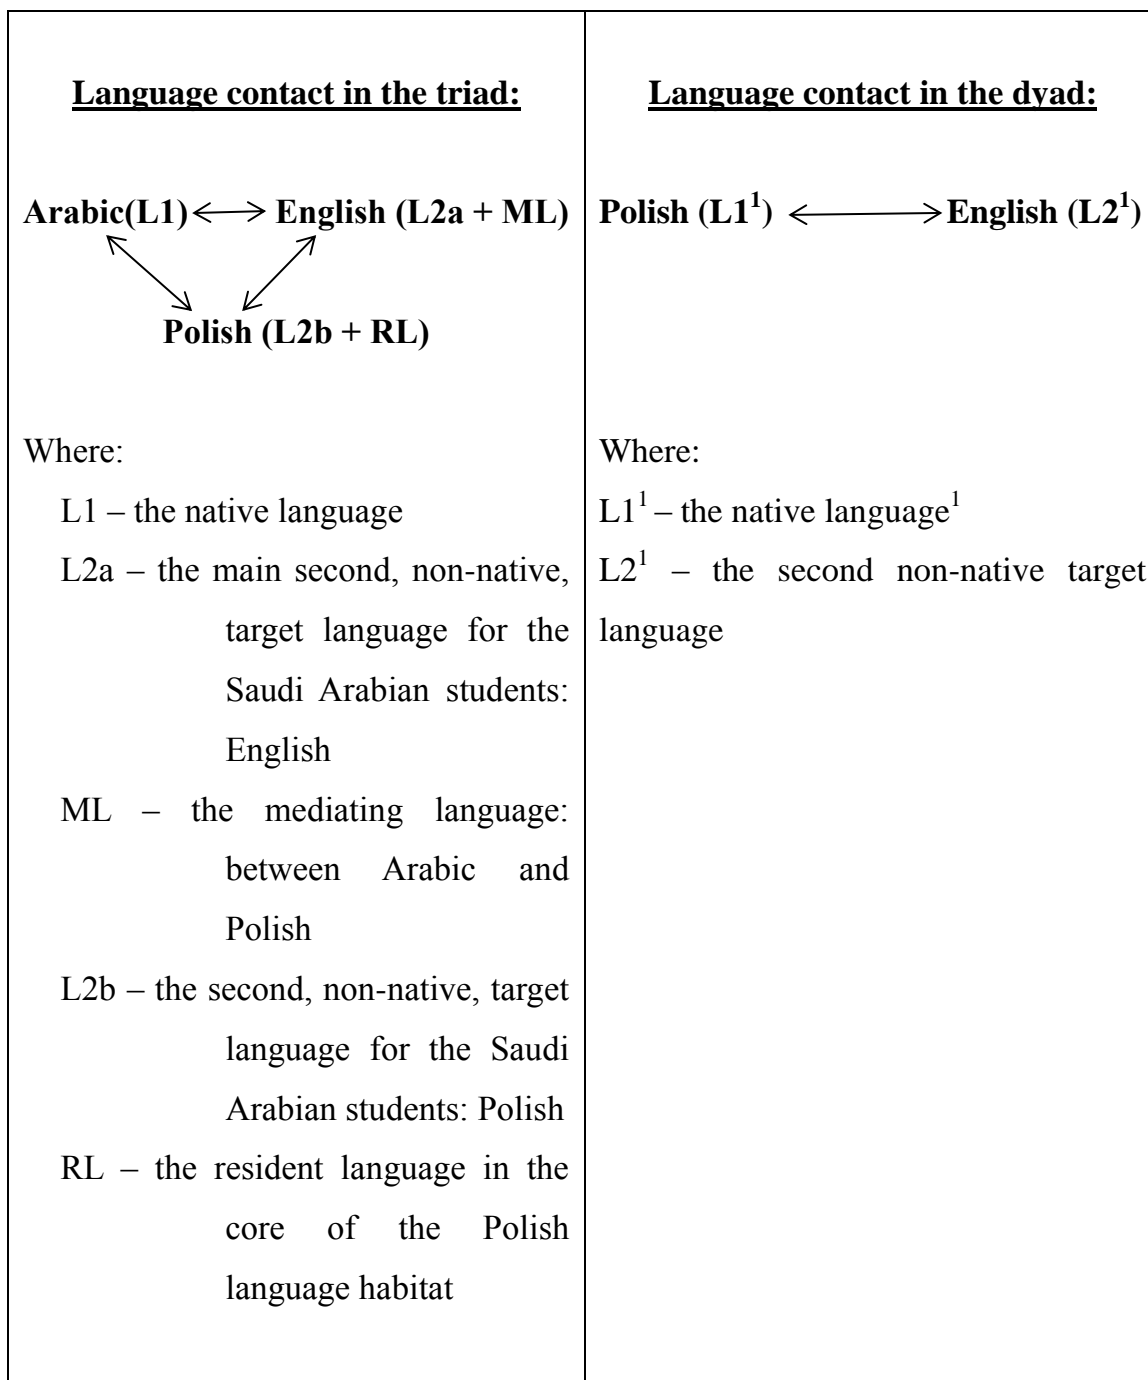 Language contact in the triad:
Arabic(L1) English (L2a + ML)
Polish (L2b + RL)
Where:
L1 – the native language
L2a – the main second, non-native,
target language for the
Saudi Arabian students:
English
ML – the mediating language:
between Arabic and
Polish
L2b – the second, non-native, target
language for the Saudi
Arabian students: Polish
RL – the resident language in the
core of the Polish
language habitat
Language contact in the dyad:
Polish (L1¹) English (L2¹)
Where:
L1¹ – the native language¹
L2¹ – the second non-native target
language